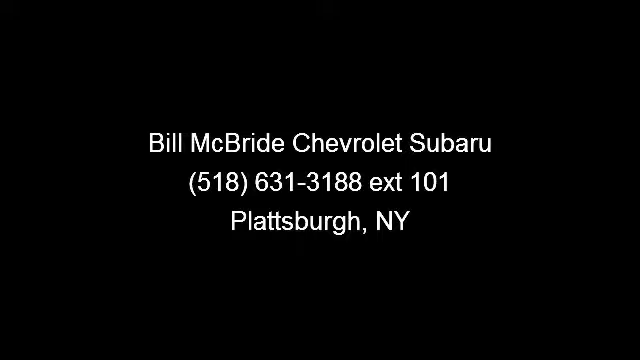 Bill McBride Chevrolet Subaru
(518) 631-3188 ext 101
Plattsburgh, NY